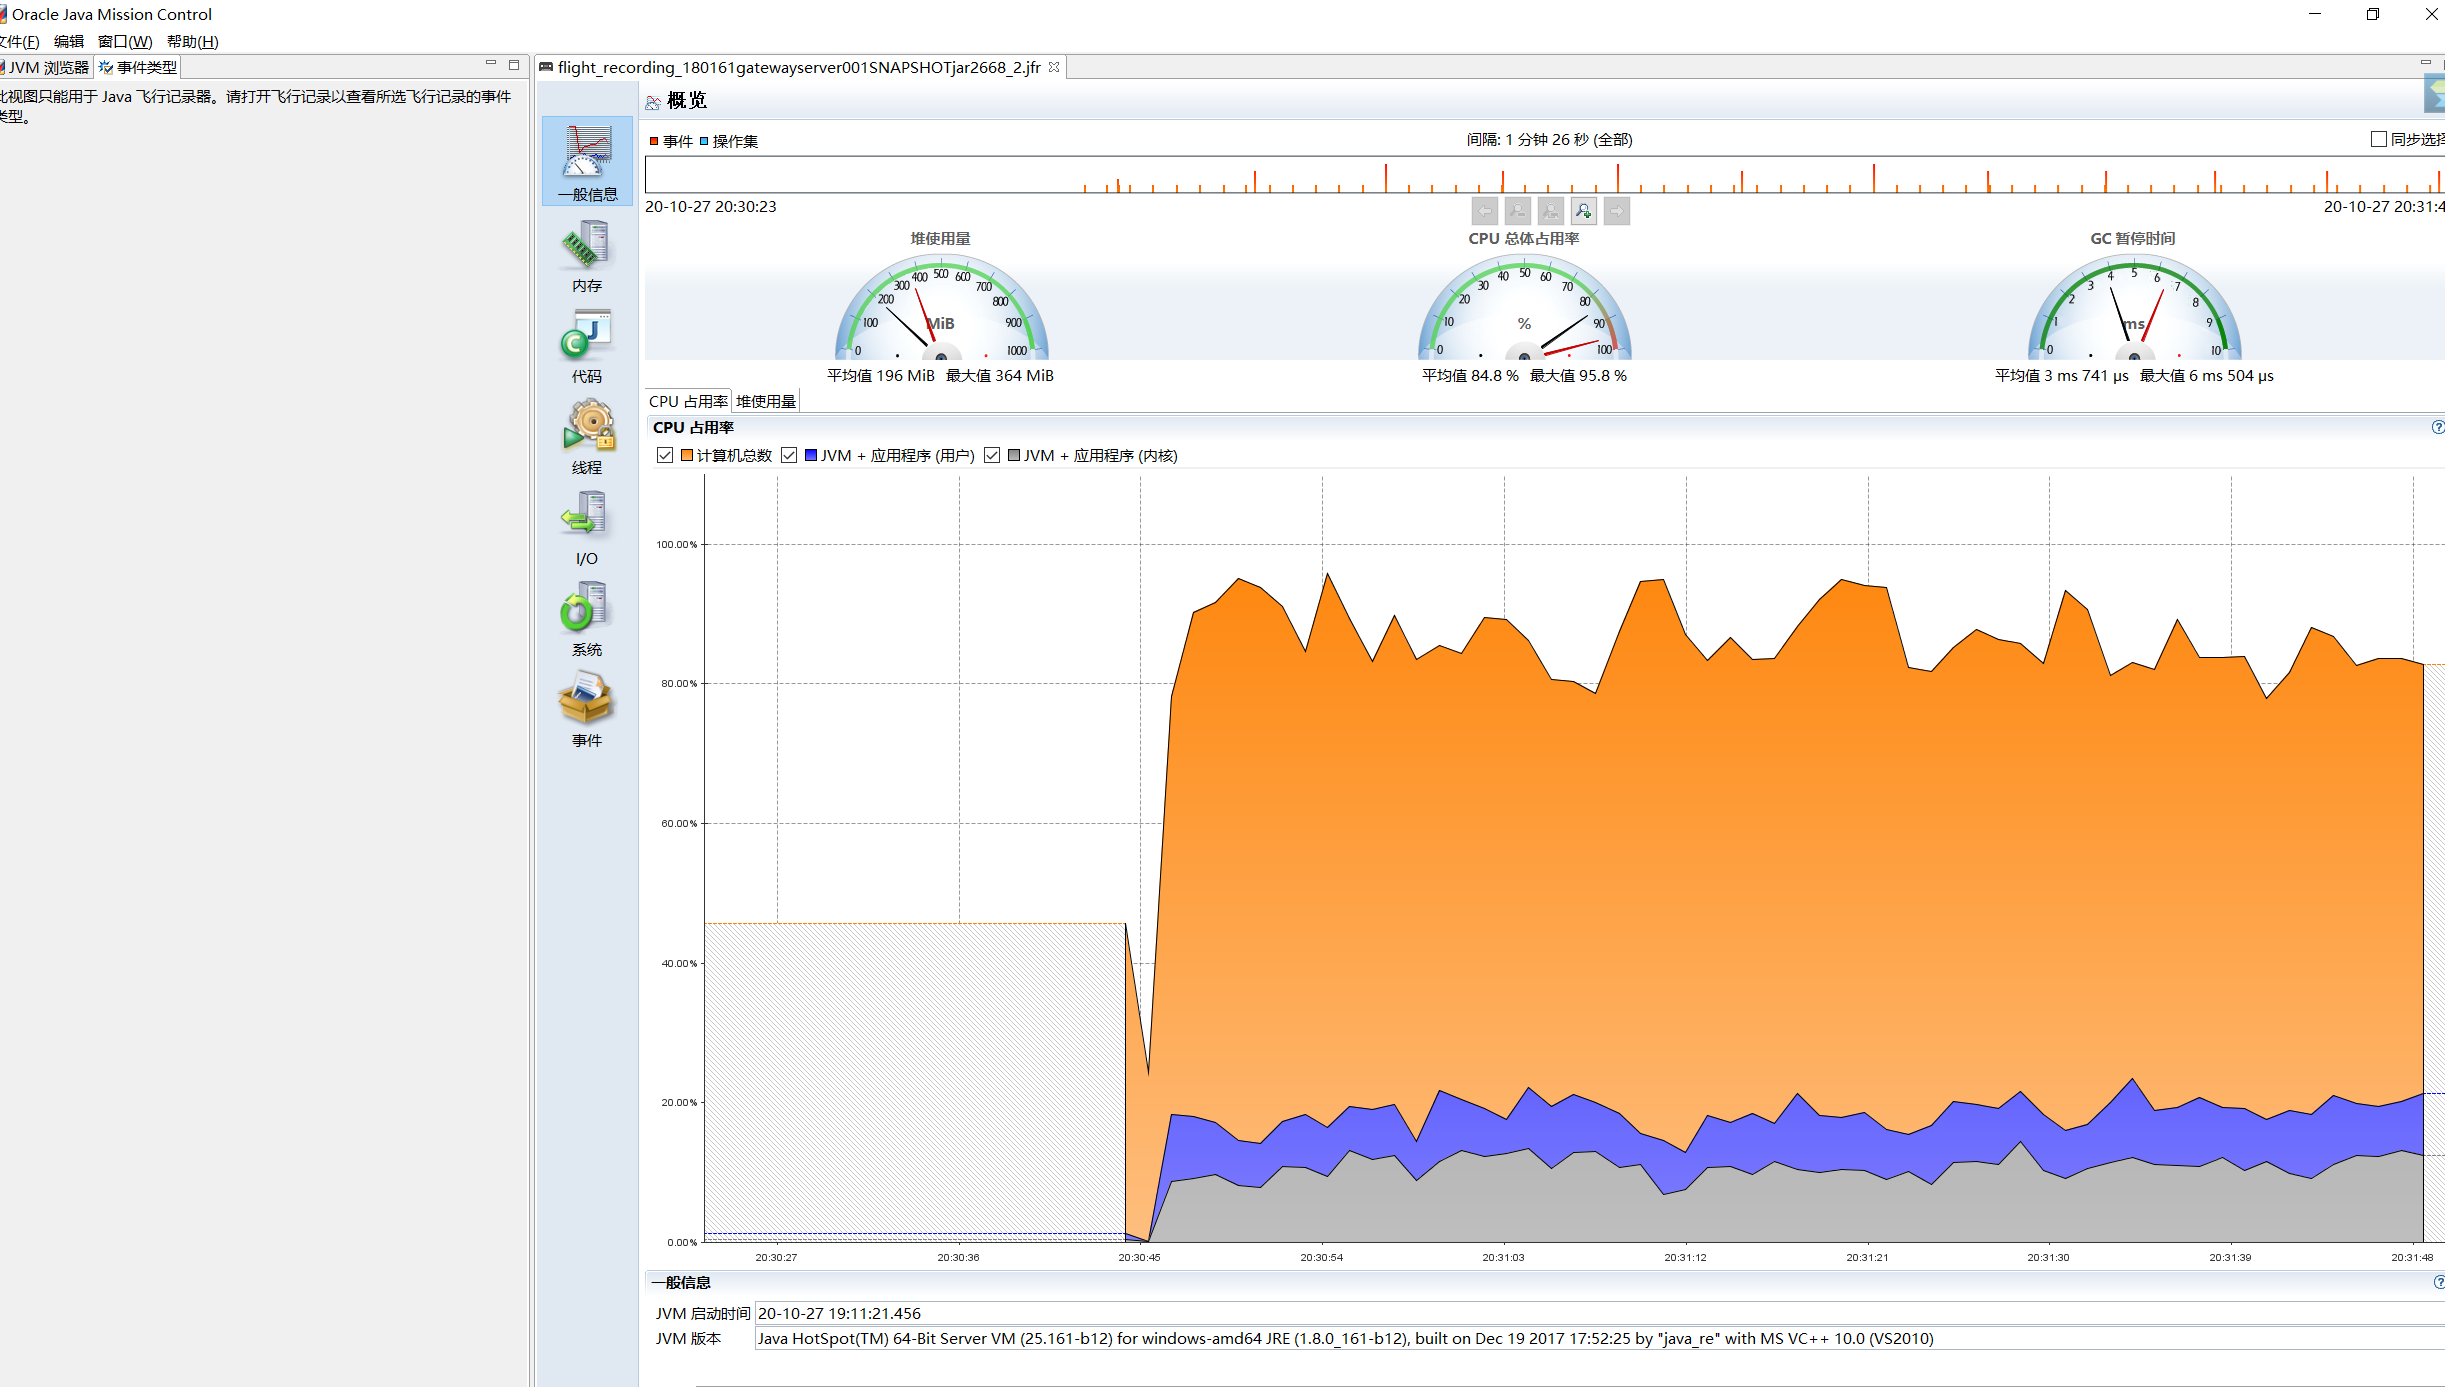 Oracle Java Mission Control
文件(F) 编辑 窗口(W) 帮助(H)
JVM 浏览器 事件类型
此视图只能用于 Java 飞行记录器。请打开飞行记录以查看所选飞行记录的事件
类型。
flight_recording_180161gatewayserver001SNAPSHOTjar2668_2.jfr
概览
一般信息
内存
代码
线程
I/O
系统
事件
事件 操作集
间隔: 1 分钟 26 秒 (全部)
同步选择
20-10-27 20:30:23
20-10-27 20:31:4
堆使用量
0 100 200 300 400 500 600 700 800 900 1000
MiB
平均值 196 MiB 最大值 364 MiB
CPU 总体占用率
0 10 20 30 40 50 60 70 80 90 100
%
平均值 84.8 % 最大值 95.8 %
GC 暂停时间
0 1 2 3 4 5 6 7 8 9 10
ms
平均值 3 ms 741 μs 最大值 6 ms 504 μs
CPU 占用率 堆使用量
CPU 占用率
计算机总数 JVM + 应用程序 (用户) JVM + 应用程序 (内核)
100.00%
80.00%
60.00%
40.00%
20.00%
0.00%
20:30:27 20:30:36 20:30:45 20:30:54 20:31:03 20:31:12 20:31:21 20:31:30 20:31:39 20:31:48
一般信息
JVM 启动时间 20-10-27 19:11:21.456
JVM 版本 Java HotSpot(TM) 64-Bit Server VM (25.161-b12) for windows-amd64 JRE (1.8.0_161-b12), built on Dec 19 2017 17:52:25 by "java_re" with MS VC++ 10.0 (VS2010)